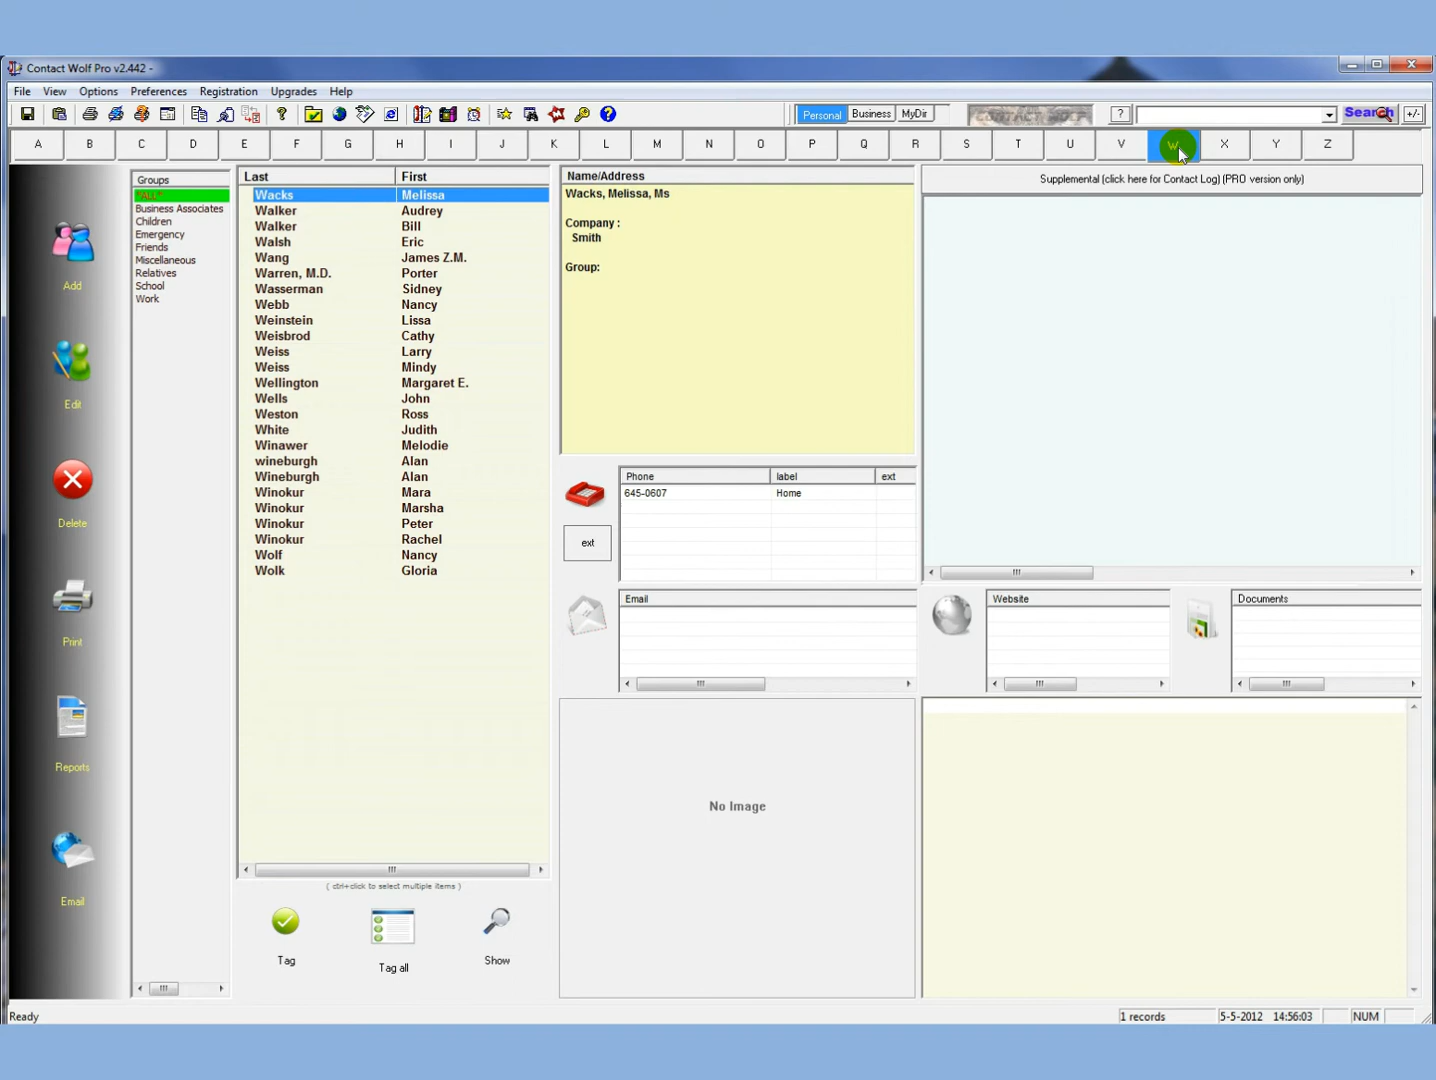 Contact Wolf Pro v2.442 -
File View Options Preferences Registration Upgrades Help
Personal Business MyDir CONTACT WOLF ? Search +/-
A B C D E F G H I J K L M N O P Q R S T U V W X Y Z
Groups
*ALL*
Business Associates
Children
Emergency
Friends
Miscellaneous
Relatives
School
Work
Add
Edit
Delete
Print
Reports
Email
Last First
Wacks Melissa
Walker Audrey
Walker Bill
Walsh Eric
Wang James Z.M.
Warren, M.D. Porter
Wasserman Sidney
Webb Nancy
Weinstein Lissa
Weisbrod Cathy
Weiss Larry
Weiss Mindy
Wellington Margaret E.
Wells John
Weston Ross
White Judith
Winawer Melodie
wineburgh Alan
Wineburgh Alan
Winokur Mara
Winokur Marsha
Winokur Peter
Winokur Rachel
Wolf Nancy
Wolk Gloria
( ctrl+click to select multiple items )
Tag Tag all Show
Name/Address
Wacks, Melissa, Ms
Company :
Smith
Group:
Phone label ext
645-0607 Home
ext
Email
No Image
Supplemental (click here for Contact Log) (PRO version only)
Website Documents
Ready 1 records 5-5-2012 14:56:03 NUM